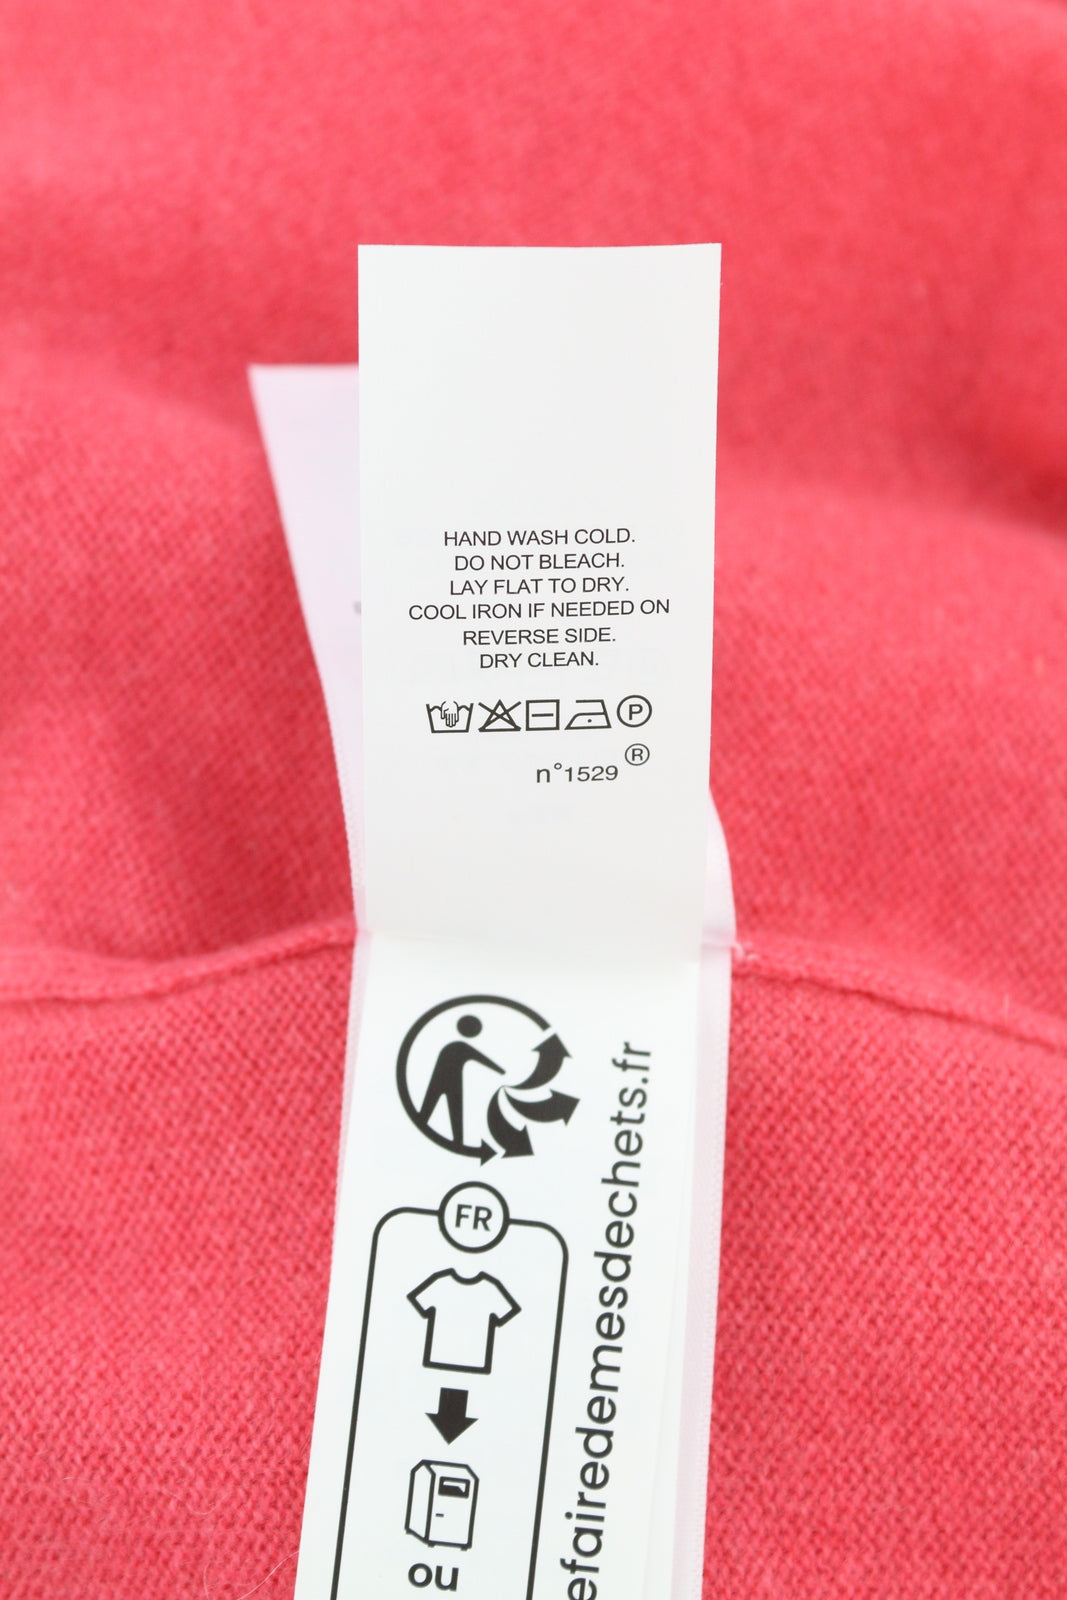 HAND WASH COLD.
DO NOT BLEACH.
LAY FLAT TO DRY.
COOL IRON IF NEEDED ON
REVERSE SIDE.
DRY CLEAN.
P
n°1529 ®
FR
ou
efairedemesdechets.fr